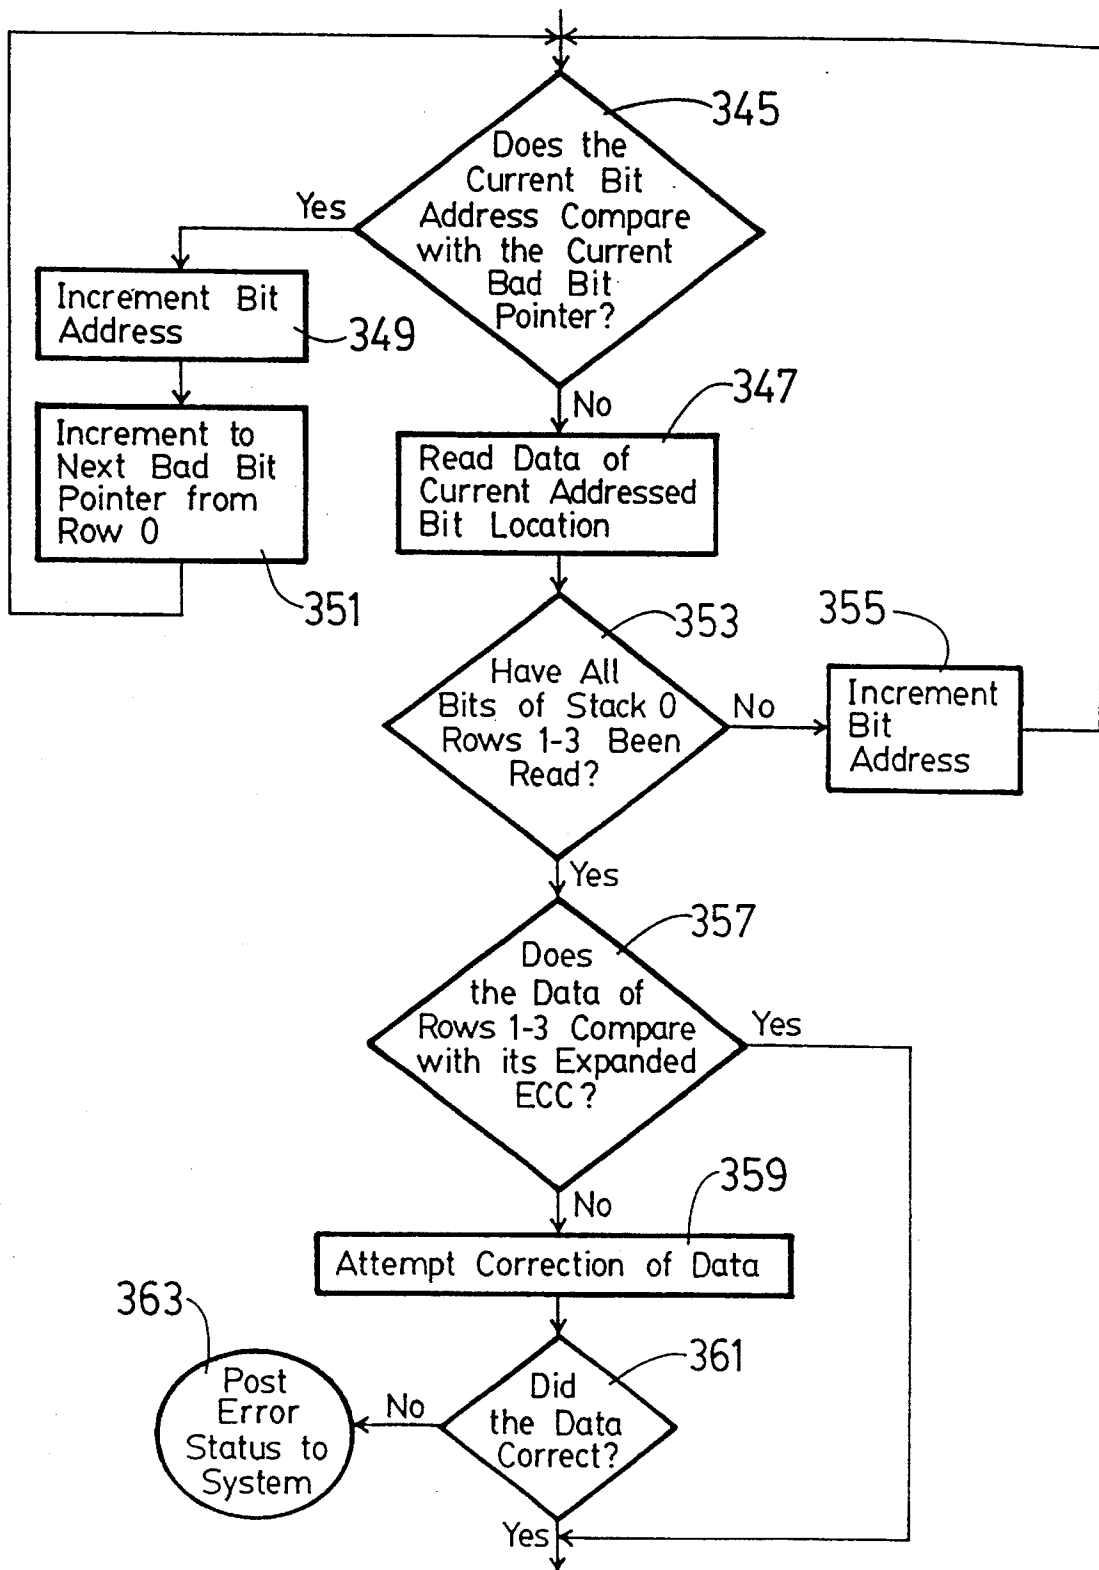 345
Does the
Current Bit
Address Compare
with the Current
Bad Bit
Pointer?
Yes
Increment Bit
Address
349
No
347
Increment to
Next Bad Bit
Pointer from
Row 0
351
Read Data of
Current Addressed
Bit Location
353
Have All
Bits of Stack 0
Rows 1-3 Been
Read?
No
355
Increment
Bit
Address
Yes
357
Does
the Data of
Rows 1-3 Compare
with its Expanded
ECC?
Yes
No
359
Attempt Correction of Data
361
Did
the Data
Correct?
No
363
Post
Error
Status to
System
Yes